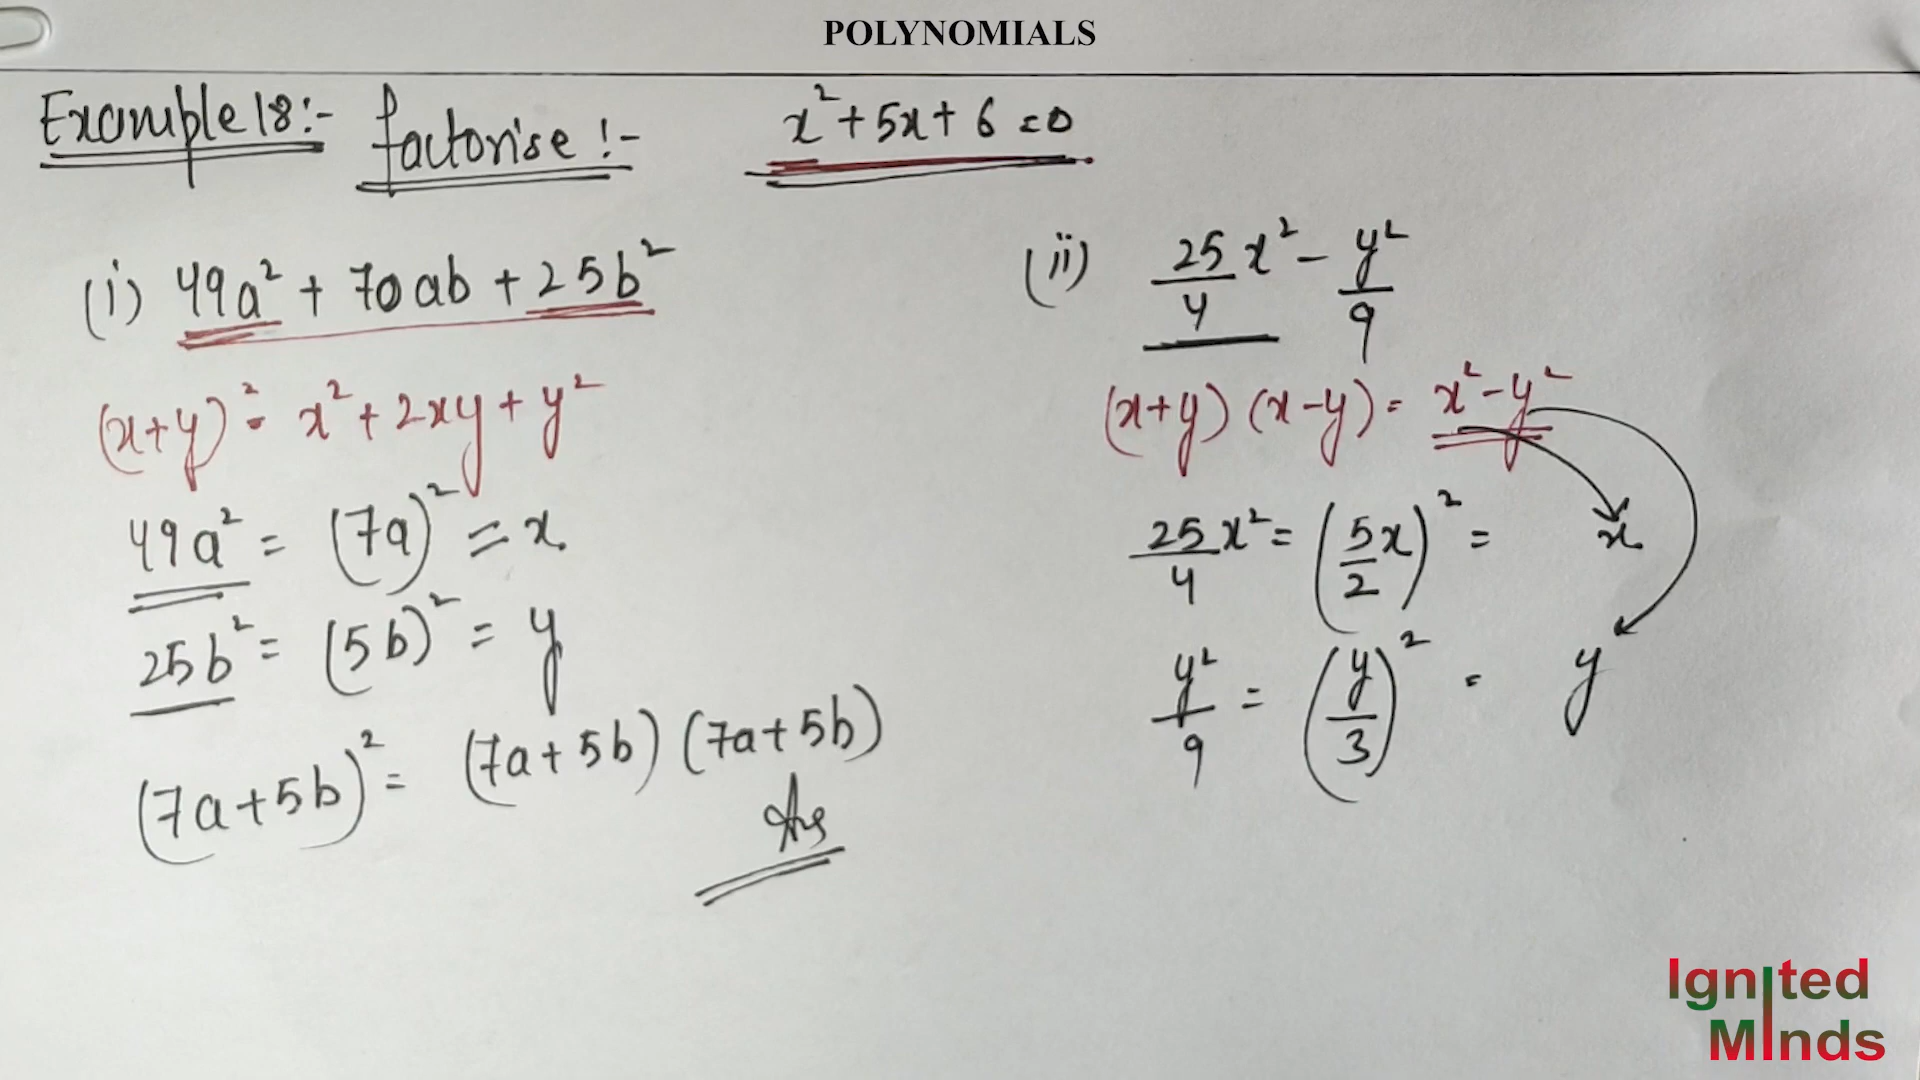 POLYNOMIALS
Example 18:- factorise :- x²+5x+6=0
(i) 49a² + 70ab + 25b²
(x+y)² = x²+2xy+y²
49a² = (7a)² = x
25b² = (5b)² = y
(7a+5b)² = (7a+5b) (7a+5b)
Ans
(ii) 25/4 x² - y²/9
(x+y) (x-y) = x²-y²
25/4 x² = (5/2 x)² = x
y²/9 = (y/3)² = y
Ignited
Minds